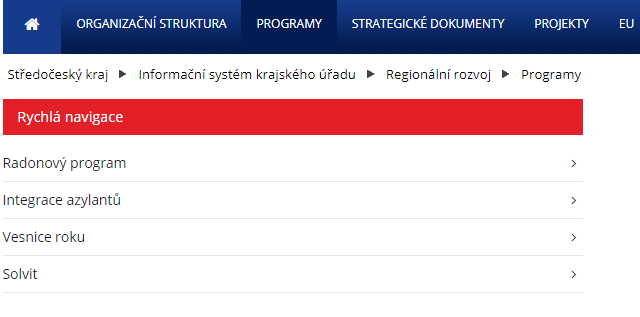 ORGANIZAČNÍ STRUKTURA PROGRAMY STRATEGICKÉ DOKUMENTY PROJEKTY EU
Středočeský kraj Informační systém krajského úřadu Regionální rozvoj Programy
Rychlá navigace
Radonový program
Integrace azylantů
Vesnice roku
Solvit